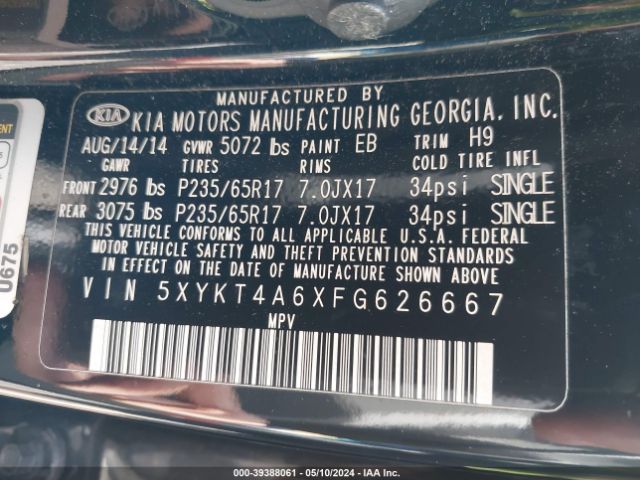 MANUFACTURED BY
KIA KIA MOTORS MANUFACTURING GEORGIA, INC.
AUG/14/14 GVWR 5072 lbs PAINT EB TRIM H9
GAWR TIRES RIMS COLD TIRE INFL
FRONT 2976 lbs P235/65R17 7.0JX17 34psi SINGLE
REAR 3075 lbs P235/65R17 7.0JX17 34psi SINGLE
THIS VEHICLE CONFORMS TO ALL APPLICABLE U.S.A. FEDERAL
MOTOR VEHICLE SAFETY AND THEFT PREVENTION STANDARDS
IN EFFECT ON THE DATE OF MANUFACTURE SHOWN ABOVE
VIN 5XYKT4A6XFG626667
MPV
U675
000-39388061 - 05/10/2024 - IAA Inc.